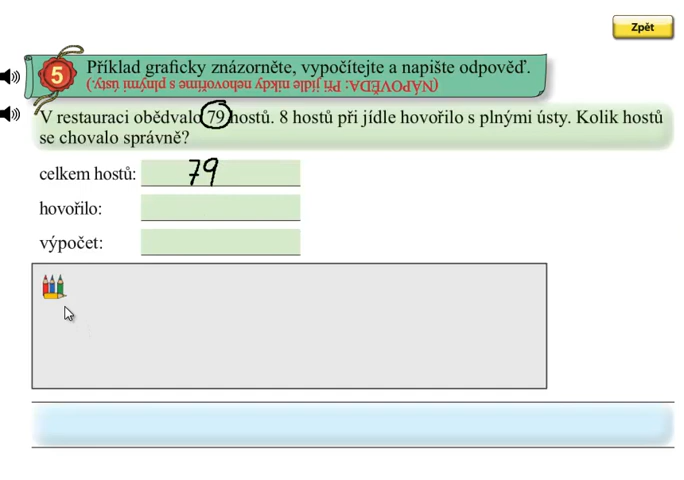 Zpět
5 Příklad graficky znázorněte, vypočítejte a napište odpověď.
(NÁPOVĚDA: Při jídle nikdy nehovoříme s plnými ústy.)
V restauraci obědvalo 79 hostů. 8 hostů při jídle hovořilo s plnými ústy. Kolik hostů
se chovalo správně?
celkem hostů: 79
hovořilo:
výpočet: